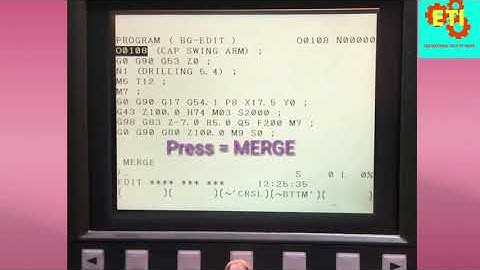 ETI
PROGRAM ( BG-EDIT ) O0108 N00000
O0108 (CAP SWING ARM) ;
G0 G90 G53 Z0 ;
N1 (DRILLING 5.4) ;
M6 T12 ;
M7 ;
G0 G90 G17 G54.1 P8 X17.5 Y0 ;
G43 Z100.0 H74 M03 S2000 ;
G98 G83 Z-7.0 R5.0 Q5 F200 M7 ;
G0 G90 G80 Z100.0 M9 S0 ;
Press = MERGE
MERGE
)_
S 0 L 0%
EDIT **** *** *** 12:25:35
( )( )(~'CRSL)(~BTTM')( )